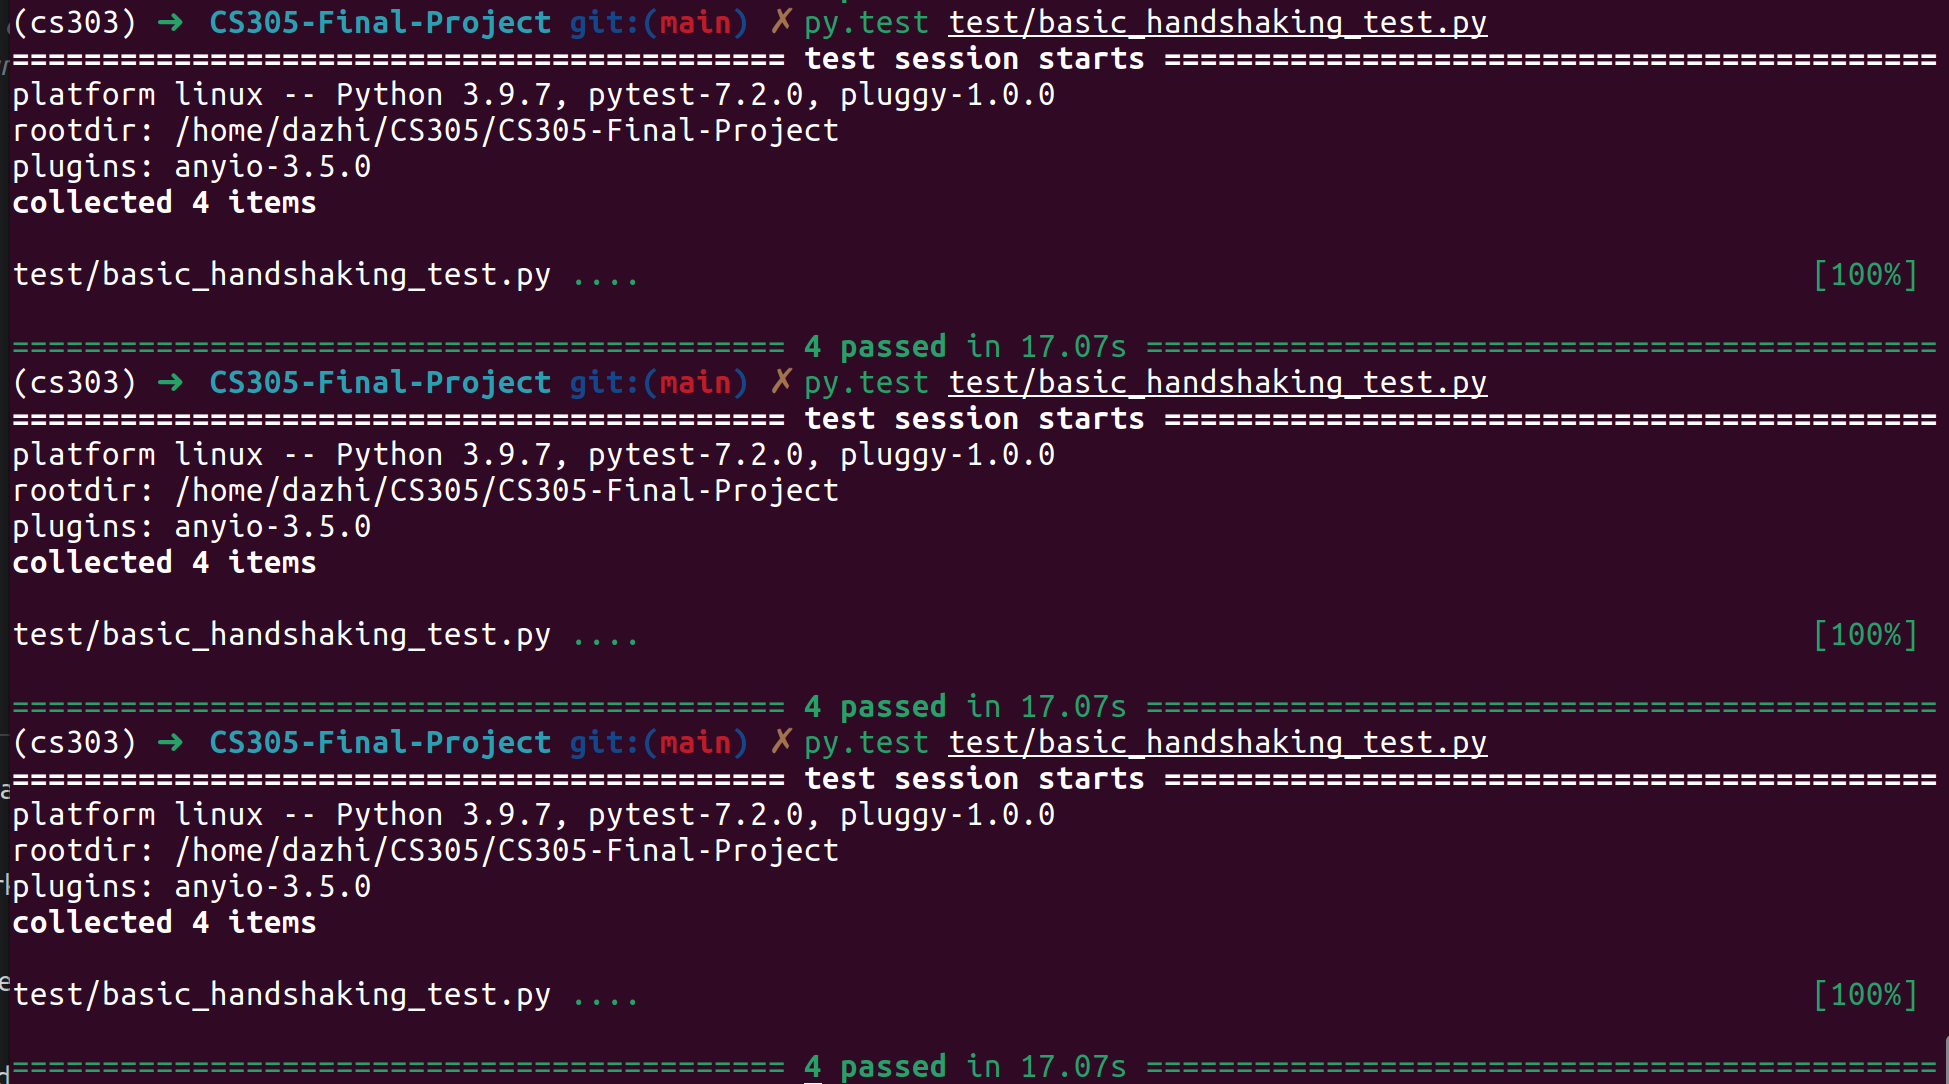 (cs303) ➜ CS305-Final-Project git:(main) ✗ py.test test/basic_handshaking_test.py
=========================================== test session starts ===========================================
platform linux -- Python 3.9.7, pytest-7.2.0, pluggy-1.0.0
rootdir: /home/dazhi/CS305/CS305-Final-Project
plugins: anyio-3.5.0
collected 4 items
test/basic_handshaking_test.py .... [100%]
=========================================== 4 passed in 17.07s ============================================
(cs303) ➜ CS305-Final-Project git:(main) ✗ py.test test/basic_handshaking_test.py
=========================================== test session starts ===========================================
platform linux -- Python 3.9.7, pytest-7.2.0, pluggy-1.0.0
rootdir: /home/dazhi/CS305/CS305-Final-Project
plugins: anyio-3.5.0
collected 4 items
test/basic_handshaking_test.py .... [100%]
=========================================== 4 passed in 17.07s ============================================
(cs303) ➜ CS305-Final-Project git:(main) ✗ py.test test/basic_handshaking_test.py
=========================================== test session starts ===========================================
platform linux -- Python 3.9.7, pytest-7.2.0, pluggy-1.0.0
rootdir: /home/dazhi/CS305/CS305-Final-Project
plugins: anyio-3.5.0
collected 4 items
test/basic_handshaking_test.py .... [100%]
=========================================== 4 passed in 17.07s ============================================